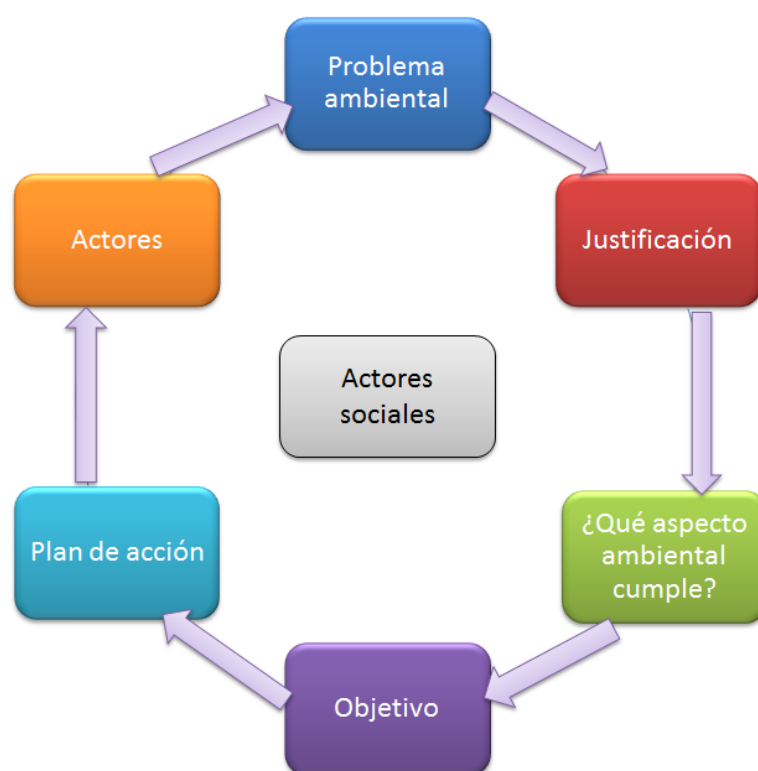 Problema
ambiental
Justificación
¿Qué aspecto
ambiental
cumple?
Objetivo
Plan de acción
Actores
Actores
sociales